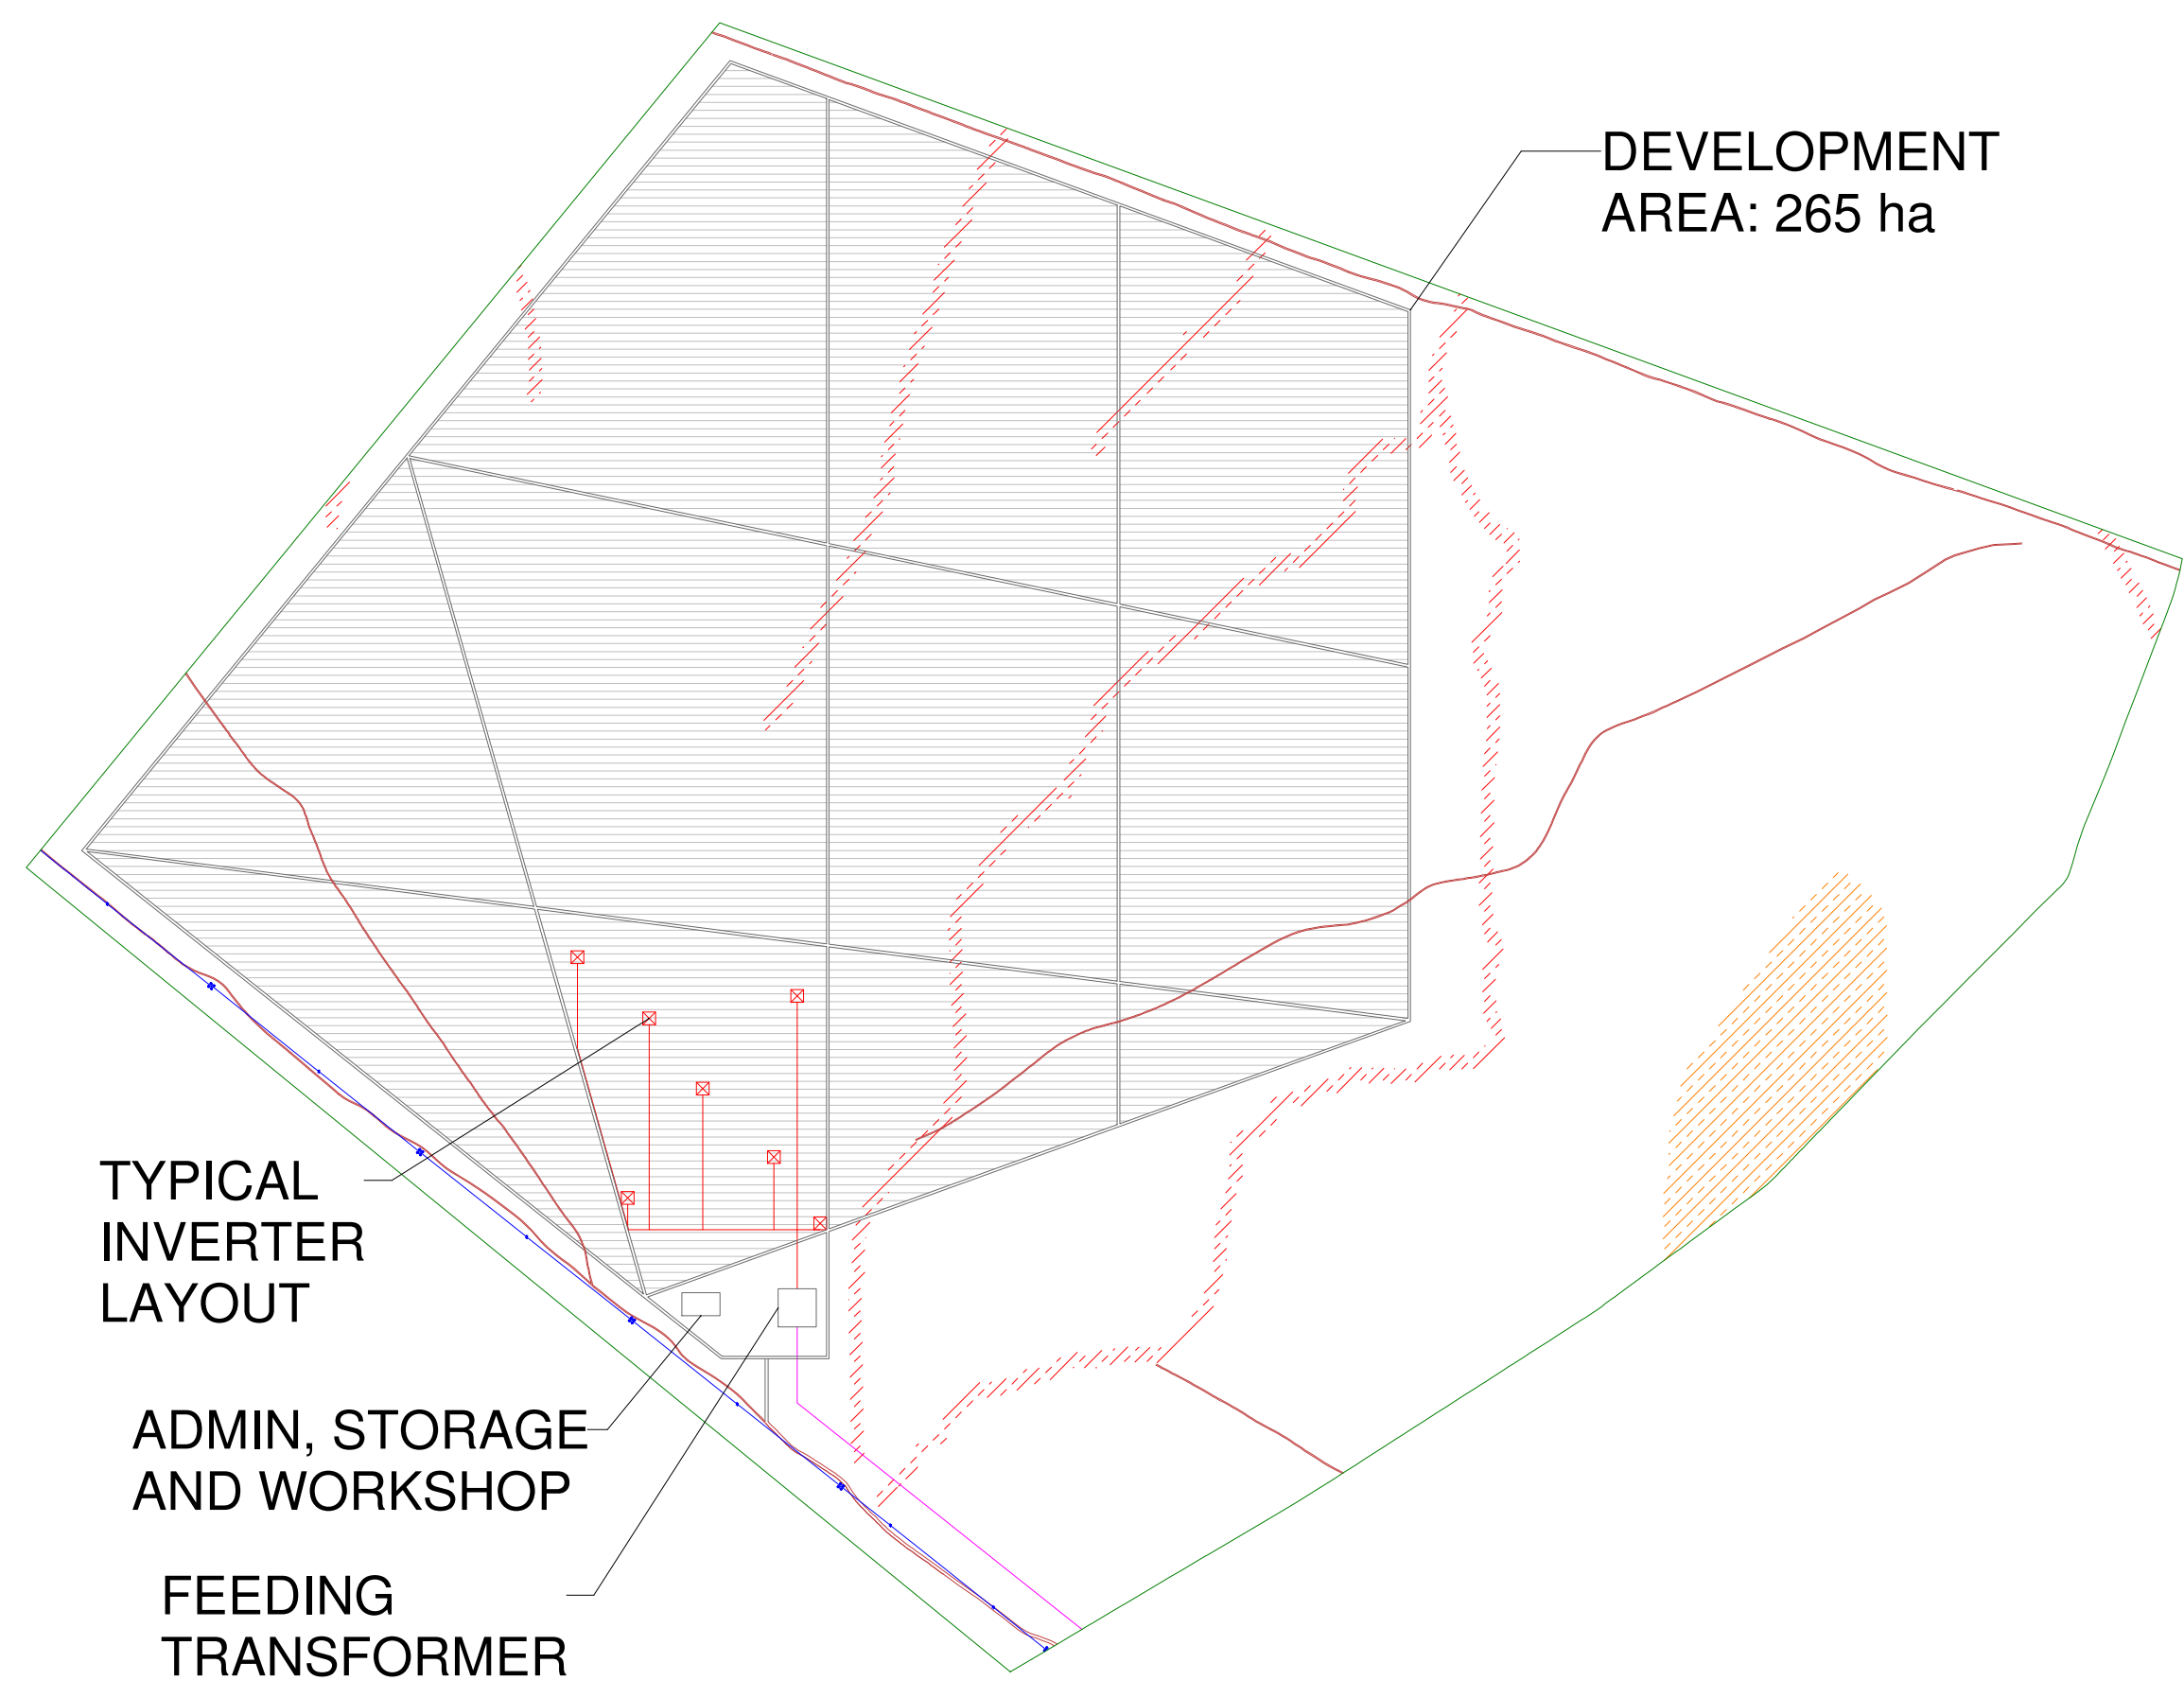 DEVELOPMENT
AREA: 265 ha
TYPICAL
INVERTER
LAYOUT
ADMIN, STORAGE
AND WORKSHOP
FEEDING
TRANSFORMER